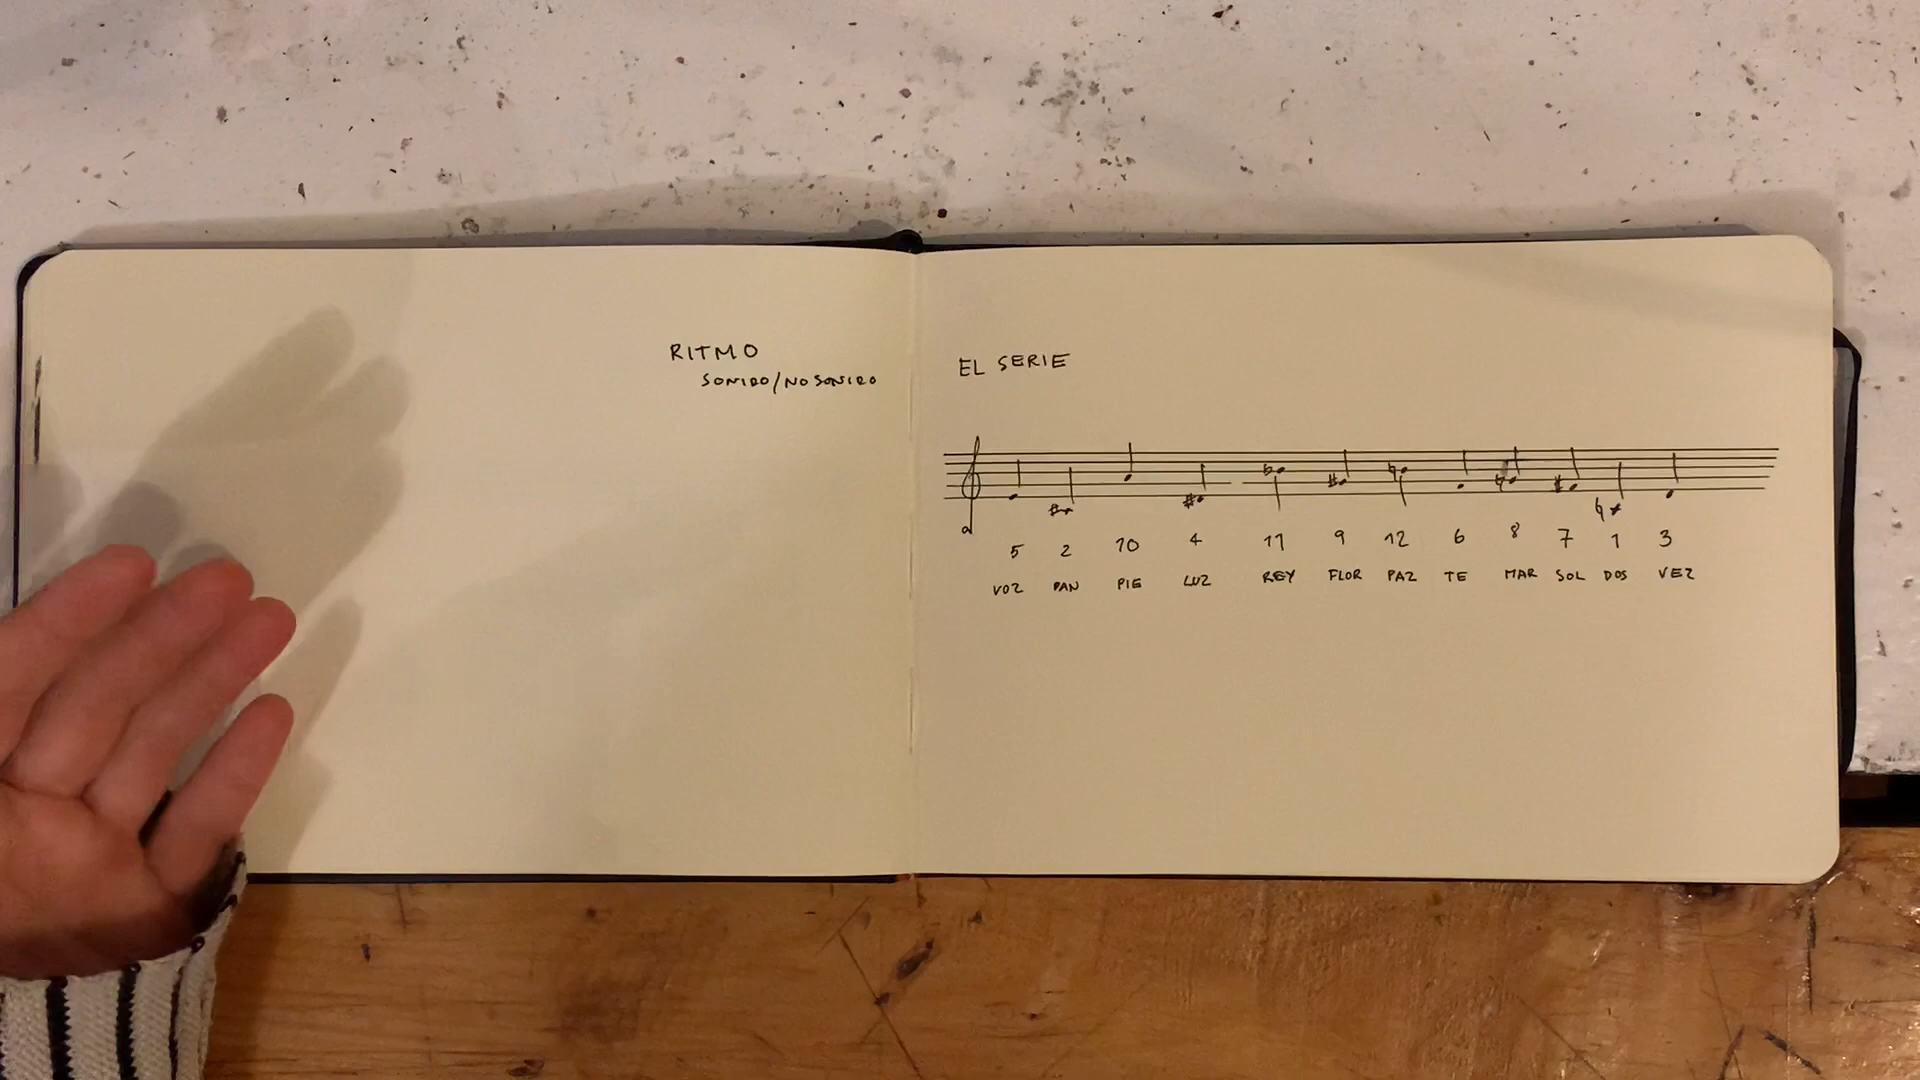 RITMO
SONIDO/NO SONIDO
EL SERIE
5 2 10 4 11 9 12 6 8 7 1 3
VOZ PAN PIE LUZ REY FLOR PAZ TE MAR SOL DOS VEZ